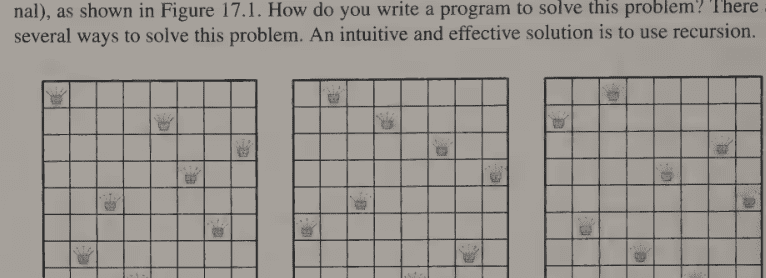 nal), as shown in Figure 17.1. How do you write a program to solve this problem? There
several ways to solve this problem. An intuitive and effective solution is to use recursion.